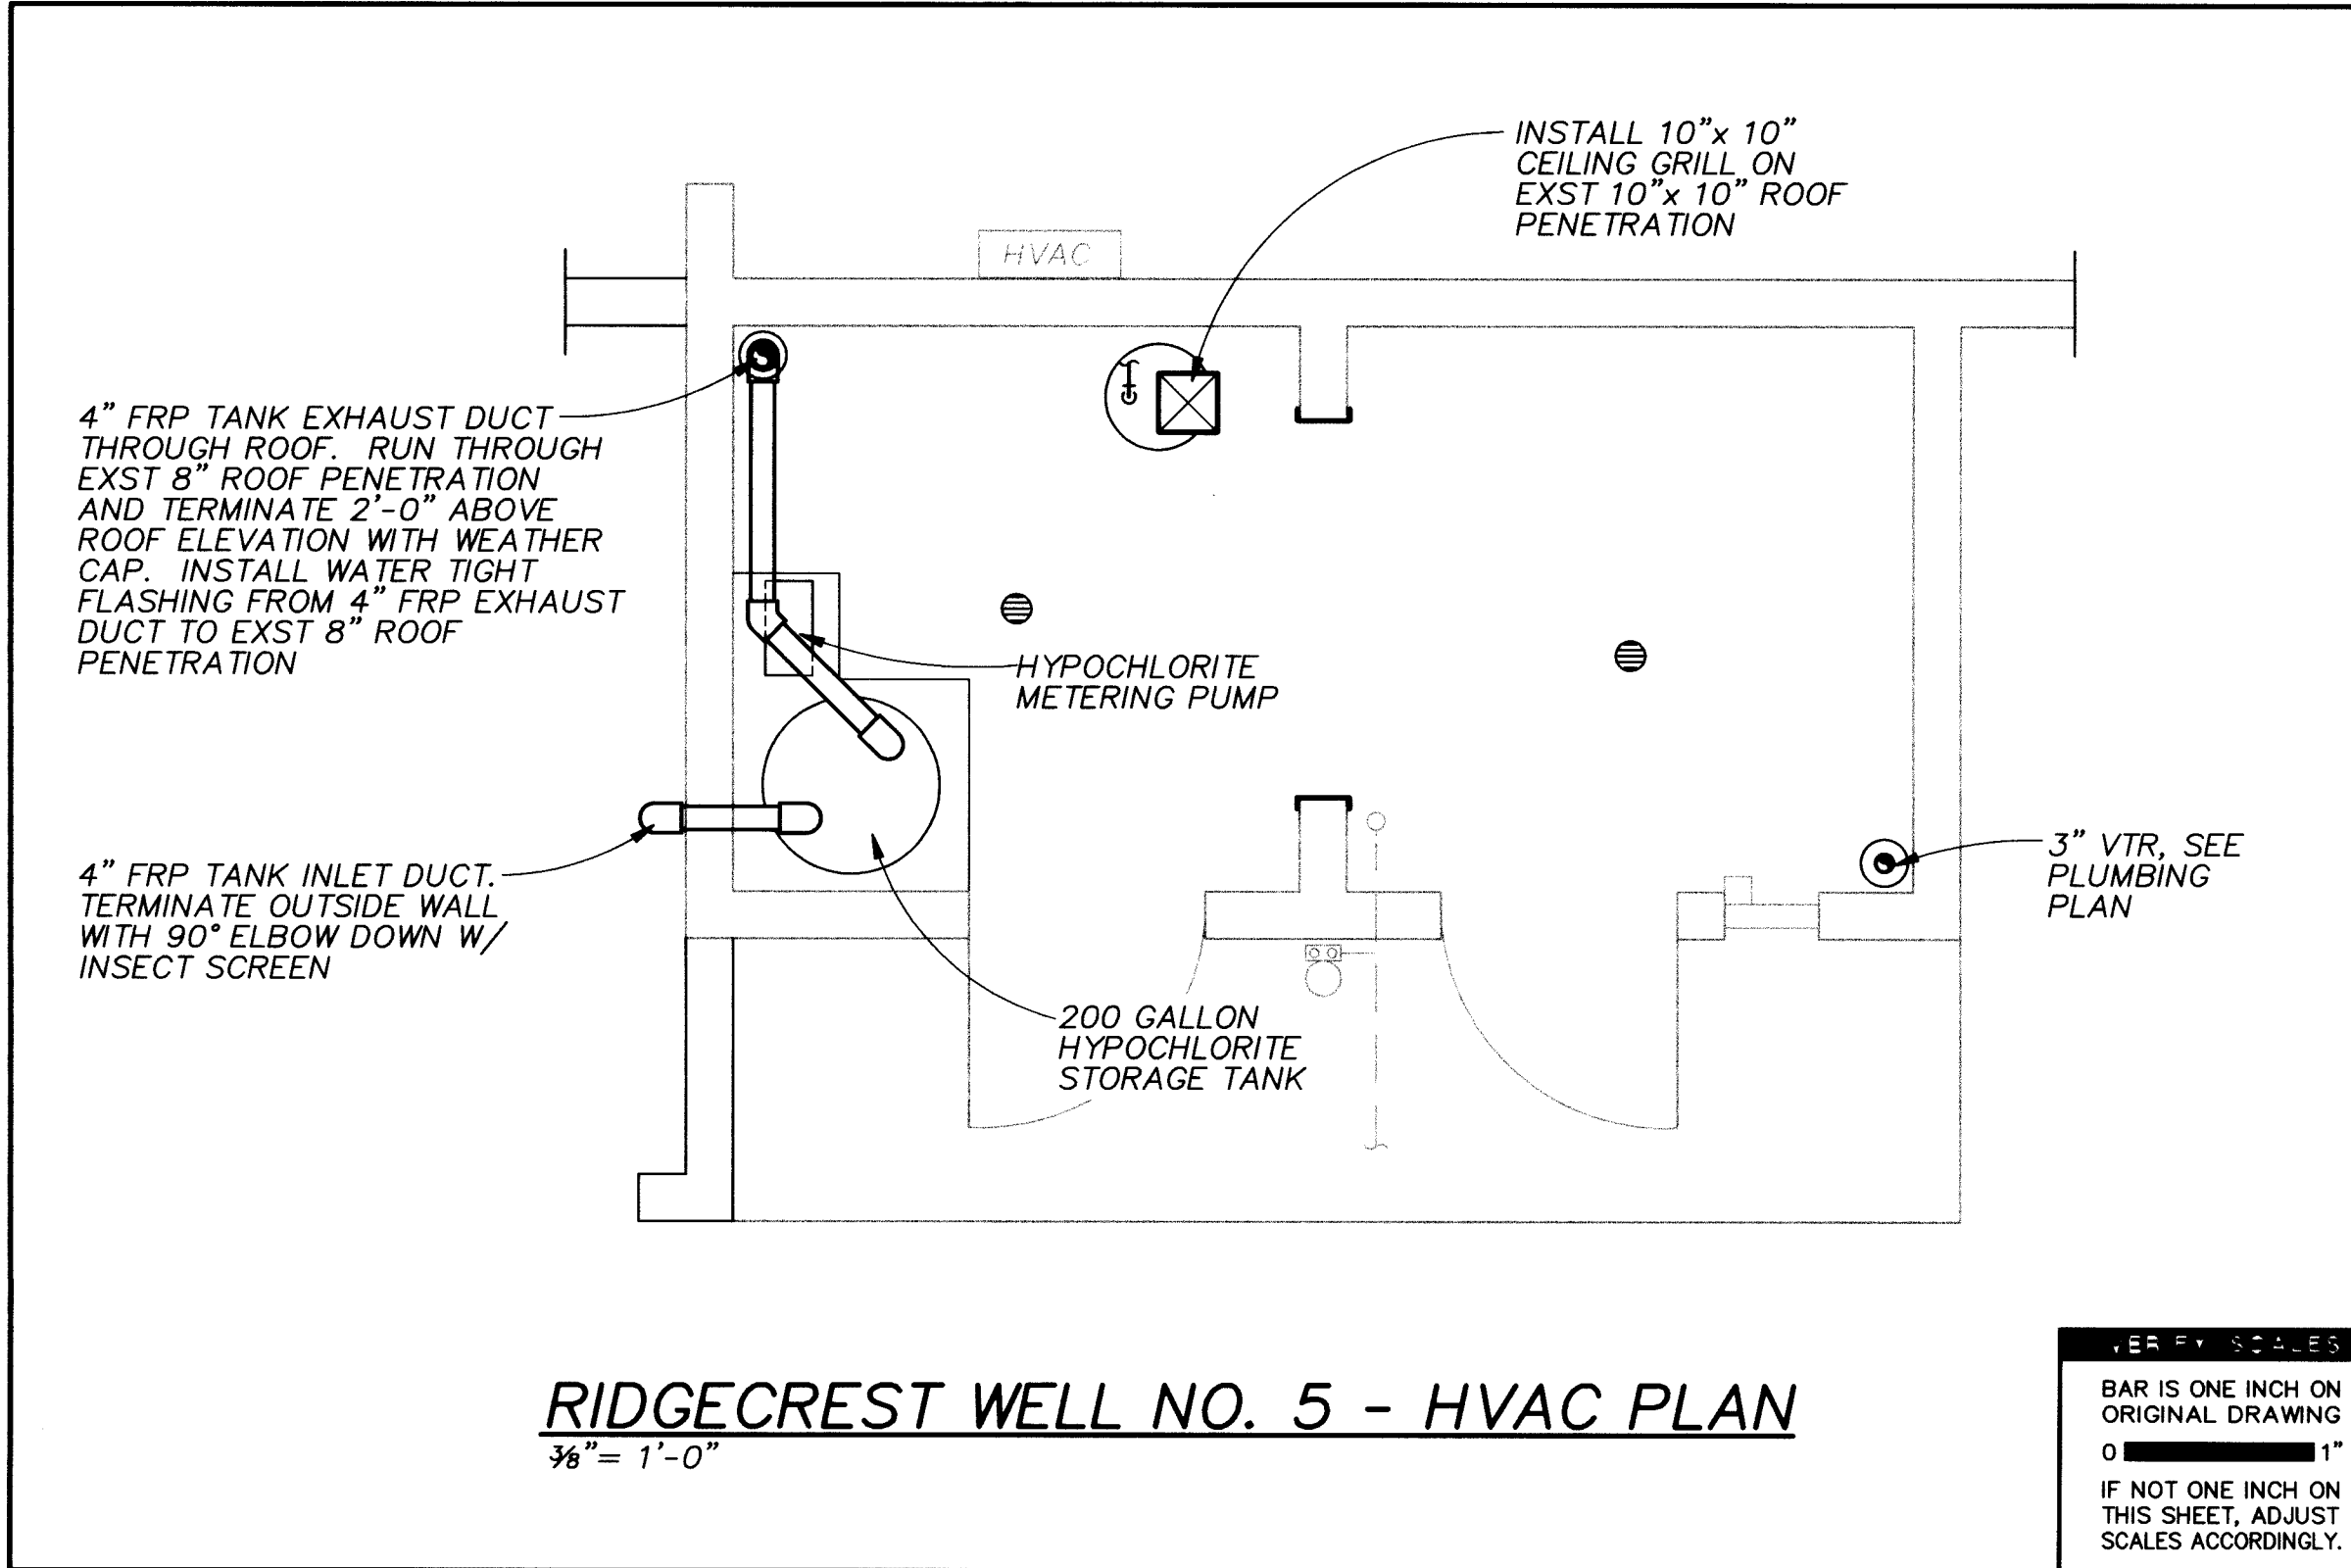 INSTALL 10"x 10"
CEILING GRILL ON
EXST 10"x 10" ROOF
PENETRATION
HVAC
4" FRP TANK EXHAUST DUCT
THROUGH ROOF. RUN THROUGH
EXST 8" ROOF PENETRATION
AND TERMINATE 2'-0" ABOVE
ROOF ELEVATION WITH WEATHER
CAP. INSTALL WATER TIGHT
FLASHING FROM 4" FRP EXHAUST
DUCT TO EXST 8" ROOF
PENETRATION
HYPOCHLORITE
METERING PUMP
4" FRP TANK INLET DUCT.
TERMINATE OUTSIDE WALL
WITH 90° ELBOW DOWN W/
INSECT SCREEN
3" VTR, SEE
PLUMBING
PLAN
200 GALLON
HYPOCHLORITE
STORAGE TANK
RIDGECREST WELL NO. 5 - HVAC PLAN
3/8"= 1'-0"
VERIFY SCALES
BAR IS ONE INCH ON
ORIGINAL DRAWING
0 1"
IF NOT ONE INCH ON
THIS SHEET, ADJUST
SCALES ACCORDINGLY.